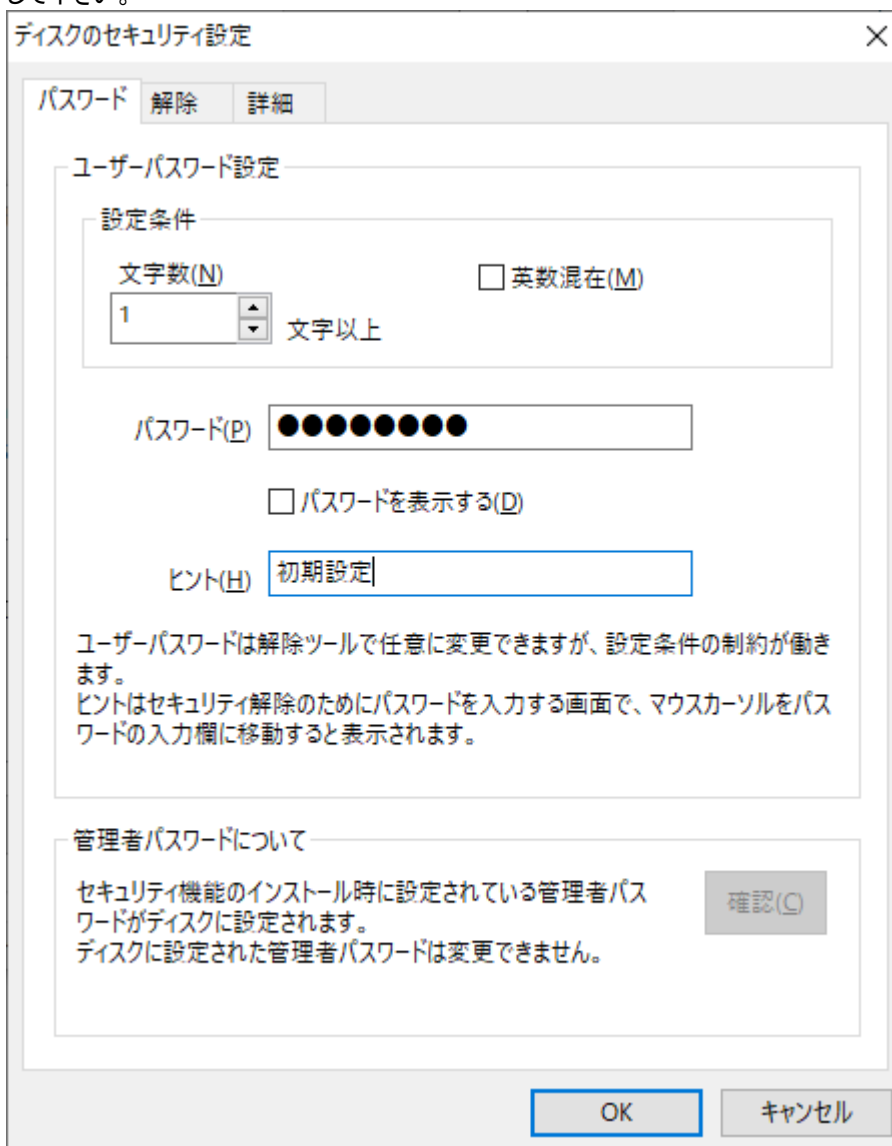 して下さい。
ディスクのセキュリティ設定
パスワード 解除 詳細
ユーザーパスワード設定
設定条件
文字数(N)
英数混在(M)
1
文字以上
パスワード(P) ●●●●●●●●
パスワードを表示する(D)
ヒント(H) 初期設定
ユーザーパスワードは解除ツールで任意に変更できますが、設定条件の制約が働き
ます。
ヒントはセキュリティ解除のためにパスワードを入力する画面で、マウスカーソルをパス
ワードの入力欄に移動すると表示されます。
管理者パスワードについて
セキュリティ機能のインストール時に設定されている管理者パス
ワードがディスクに設定されます。
ディスクに設定された管理者パスワードは変更できません。
確認(C)
OK キャンセル